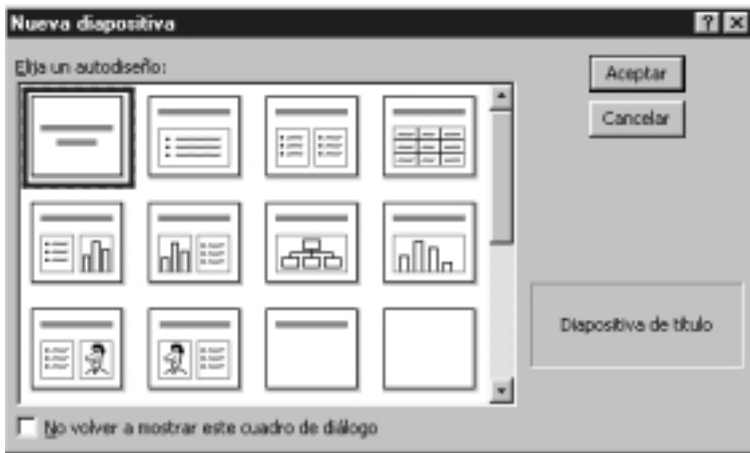 Nueva diapositiva
Elija un autodiseño:
Aceptar
Cancelar
Diapositiva de título
No volver a mostrar este cuadro de diálogo